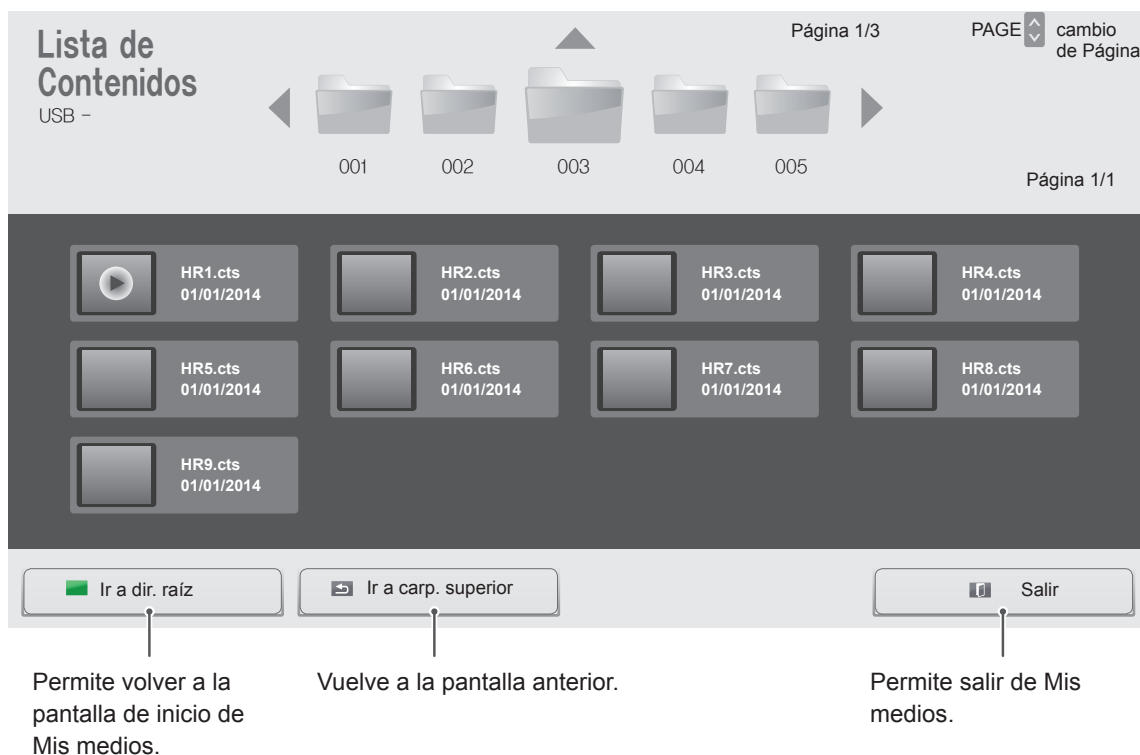 Lista de
Contenidos
USB -
Página 1/3
PAGE cambio
de Página
001 002 003 004 005
Página 1/1
HR1.cts
01/01/2014
HR2.cts
01/01/2014
HR3.cts
01/01/2014
HR4.cts
01/01/2014
HR5.cts
01/01/2014
HR6.cts
01/01/2014
HR7.cts
01/01/2014
HR8.cts
01/01/2014
HR9.cts
01/01/2014
Ir a dir. raíz
Ir a carp. superior
Salir
Permite volver a la
pantalla de inicio de
Mis medios.
Vuelve a la pantalla anterior.
Permite salir de Mis
medios.